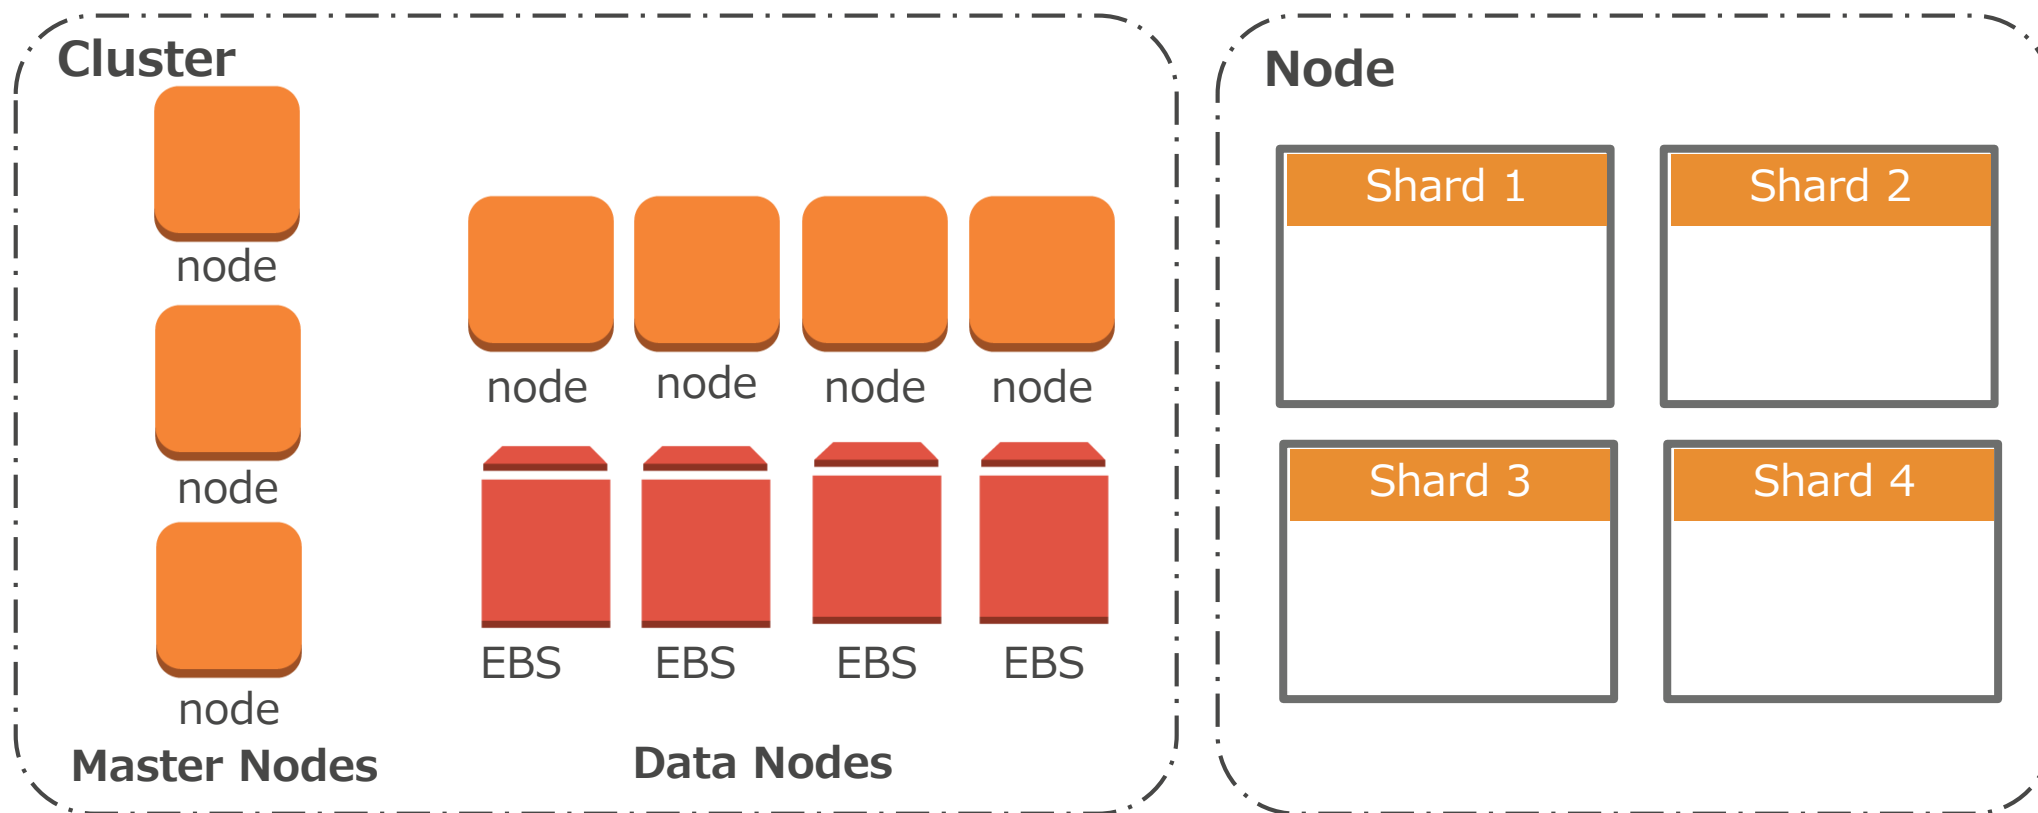 Cluster
node
node
node
Master Nodes
node
node
node
node
EBS
EBS
EBS
EBS
Data Nodes
Node
Shard 1
Shard 2
Shard 3
Shard 4